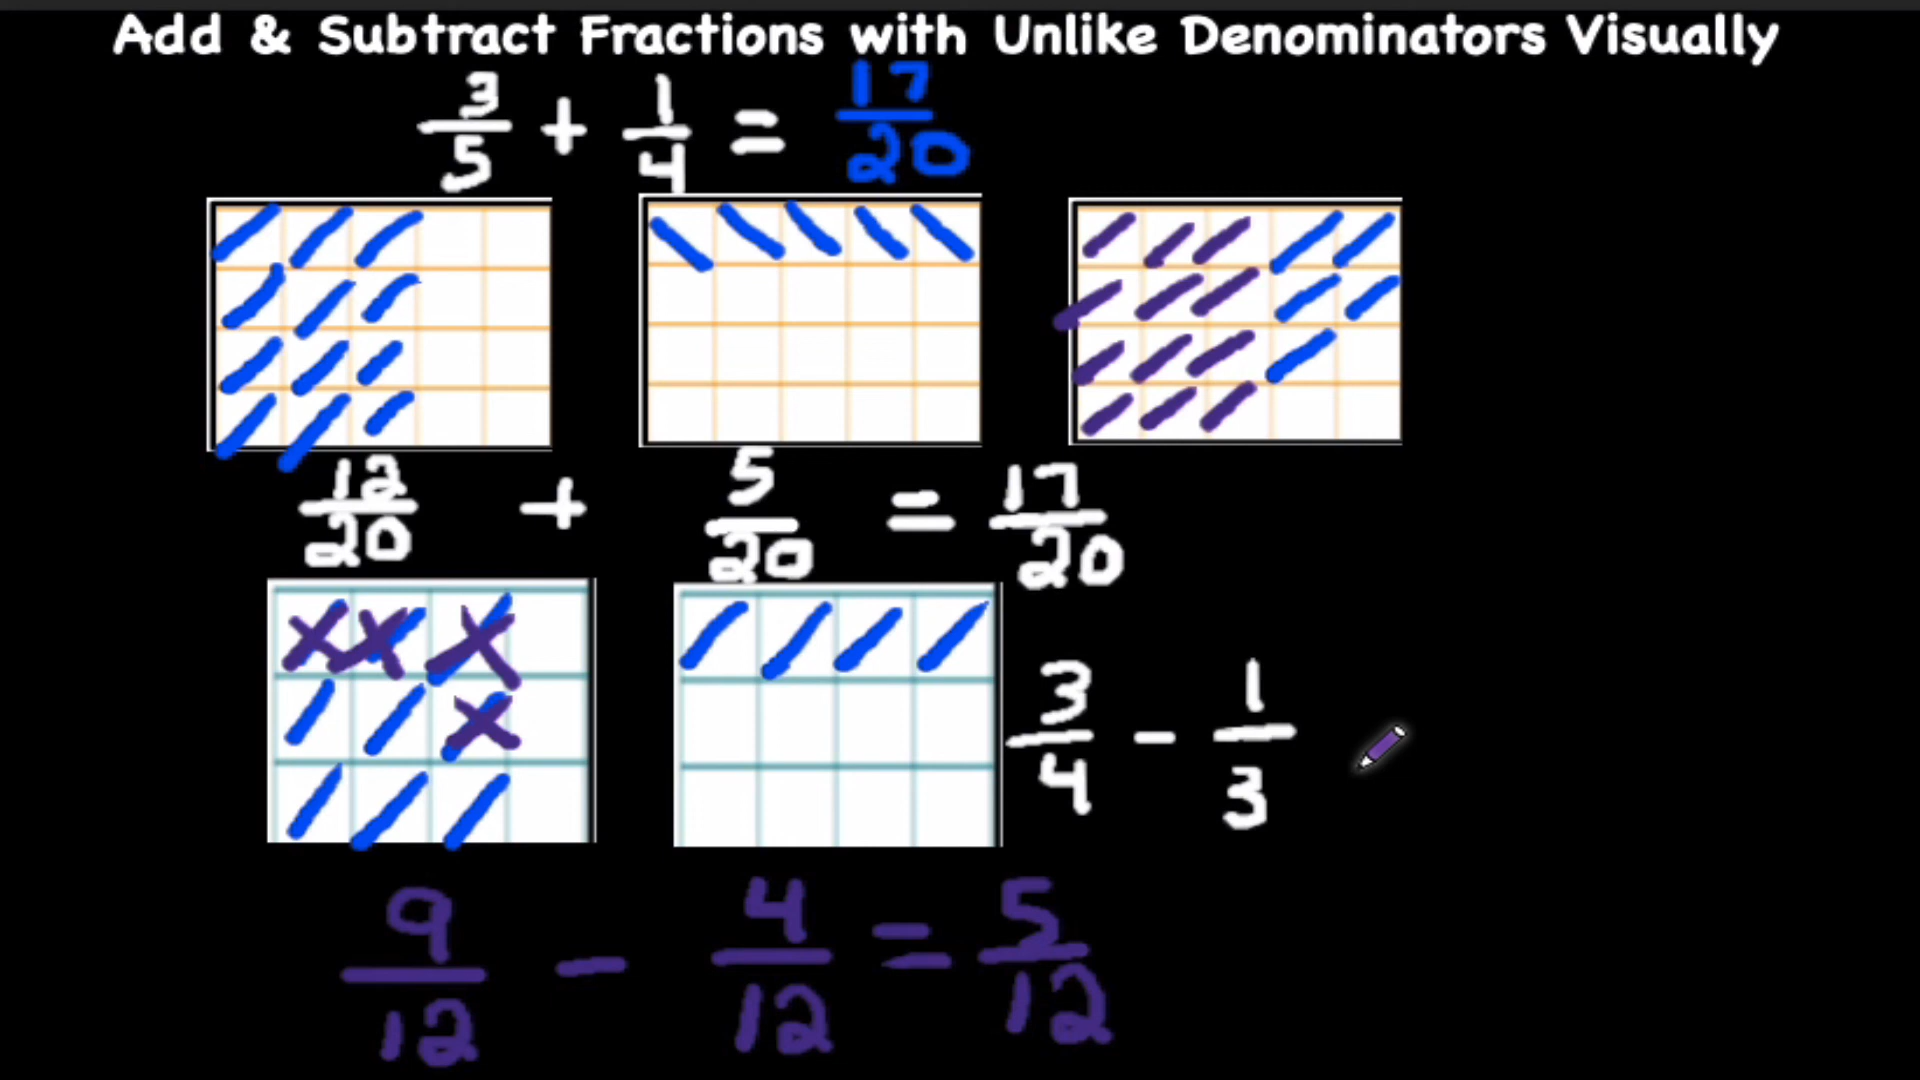 Add & Subtract Fractions with Unlike Denominators Visually
3/5 + 1/4 = 17/20
12/20 + 5/20 = 17/20
3/4 - 1/3
9/12 - 4/12 = 5/12